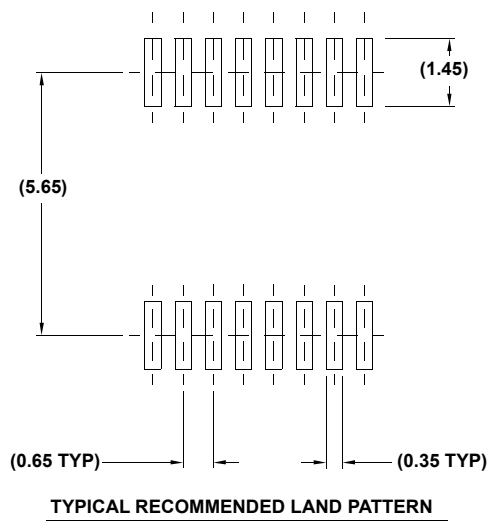 (1.45)
(5.65)
(0.65 TYP)
(0.35 TYP)
TYPICAL RECOMMENDED LAND PATTERN